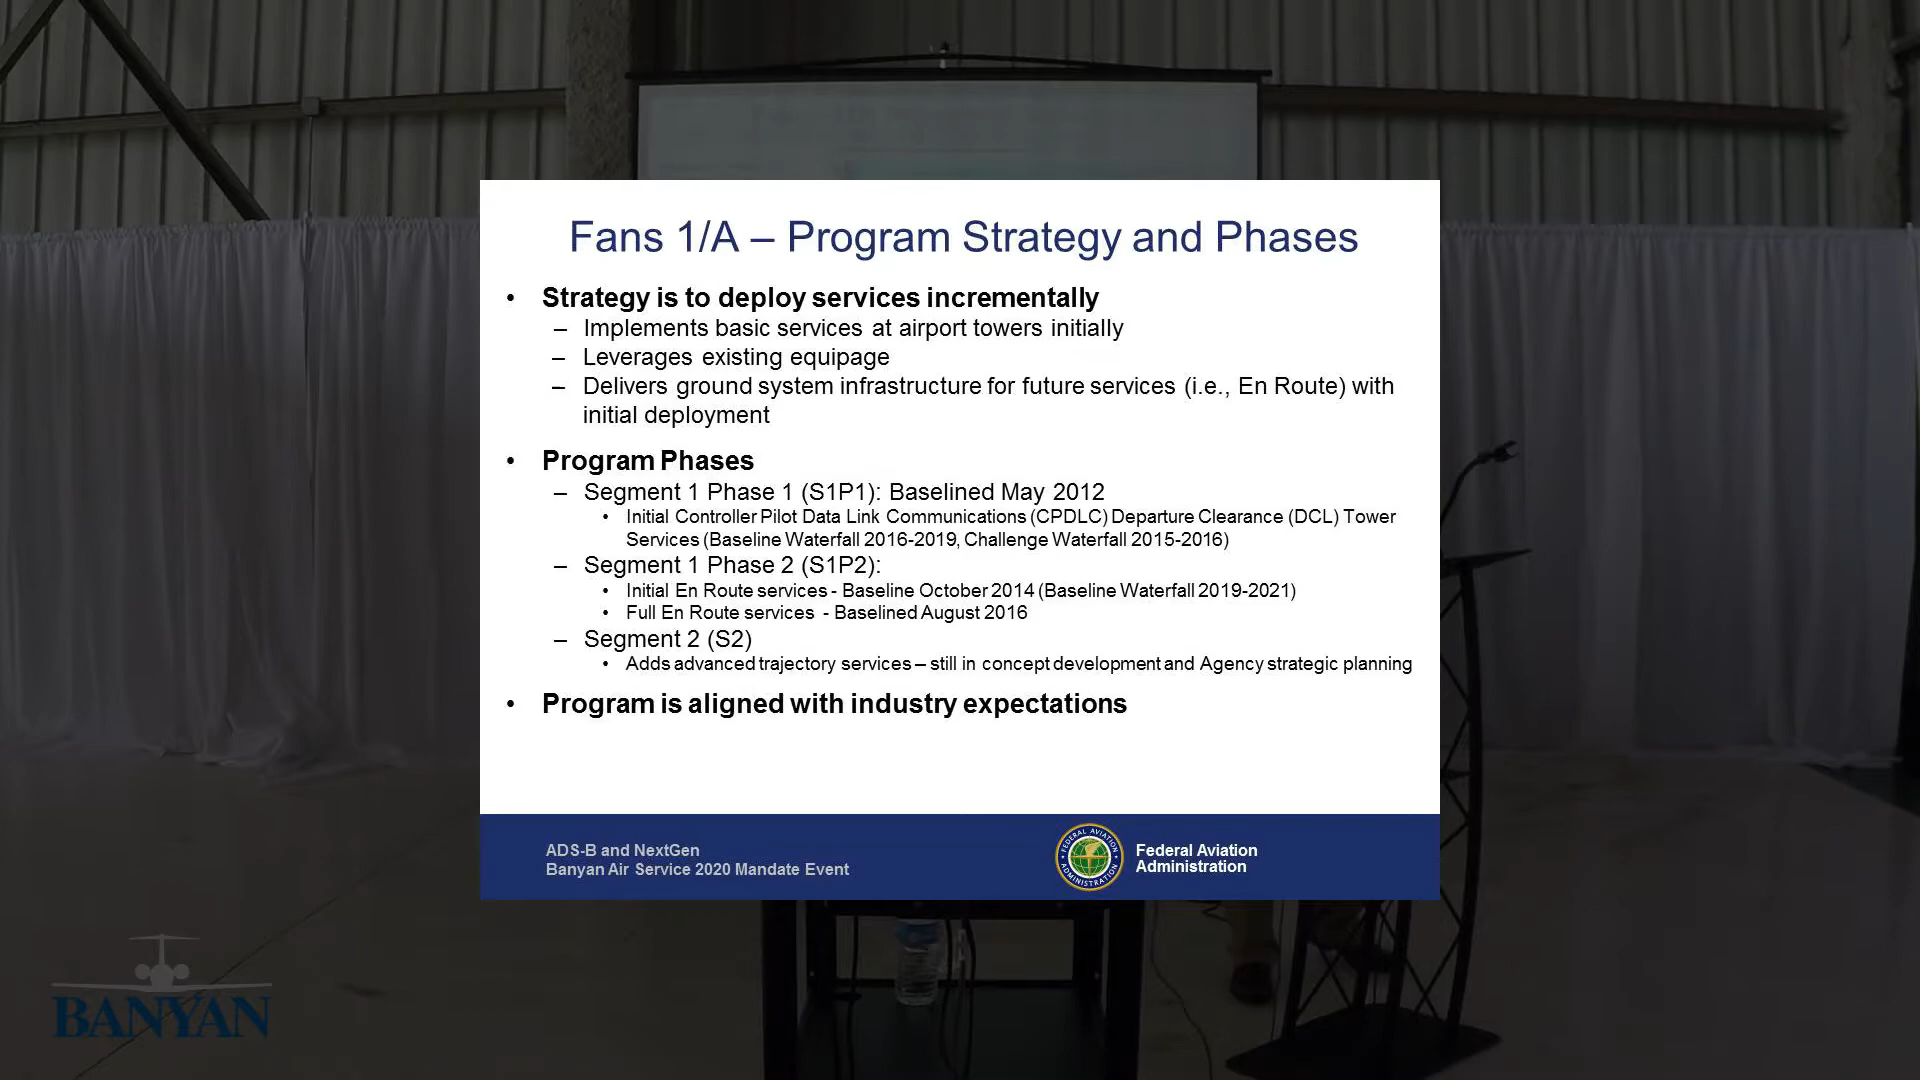 Fans 1/A – Program Strategy and Phases
• Strategy is to deploy services incrementally
– Implements basic services at airport towers initially
– Leverages existing equipage
– Delivers ground system infrastructure for future services (i.e., En Route) with
initial deployment
• Program Phases
– Segment 1 Phase 1 (S1P1): Baselined May 2012
• Initial Controller Pilot Data Link Communications (CPDLC) Departure Clearance (DCL) Tower
Services (Baseline Waterfall 2016-2019, Challenge Waterfall 2015-2016)
– Segment 1 Phase 2 (S1P2):
• Initial En Route services - Baseline October 2014 (Baseline Waterfall 2019-2021)
• Full En Route services - Baselined August 2016
– Segment 2 (S2)
• Adds advanced trajectory services – still in concept development and Agency strategic planning
• Program is aligned with industry expectations
ADS-B and NextGen
Banyan Air Service 2020 Mandate Event
FEDERAL AVIATION
ADMINISTRATION
Federal Aviation
Administration
BANYAN